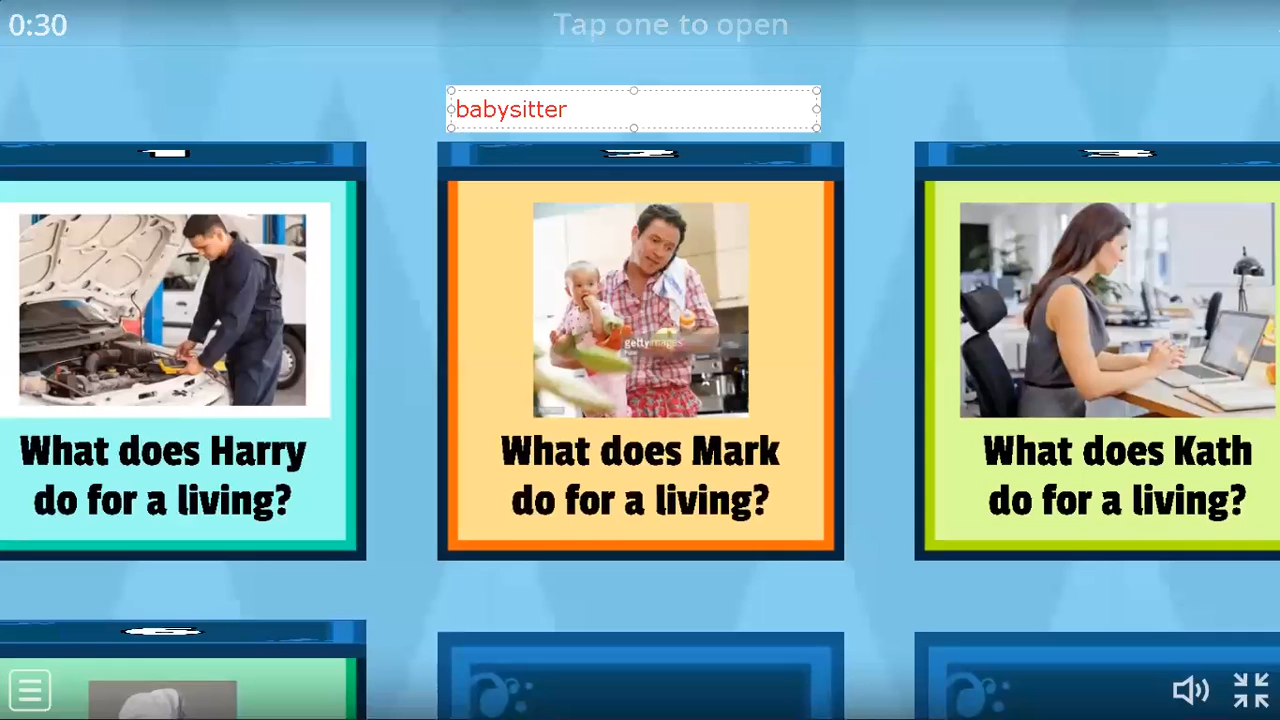 0:30
Tap one to open
babysitter
gettyimages
What does Harry
do for a living?
What does Mark
do for a living?
What does Kath
do for a living?